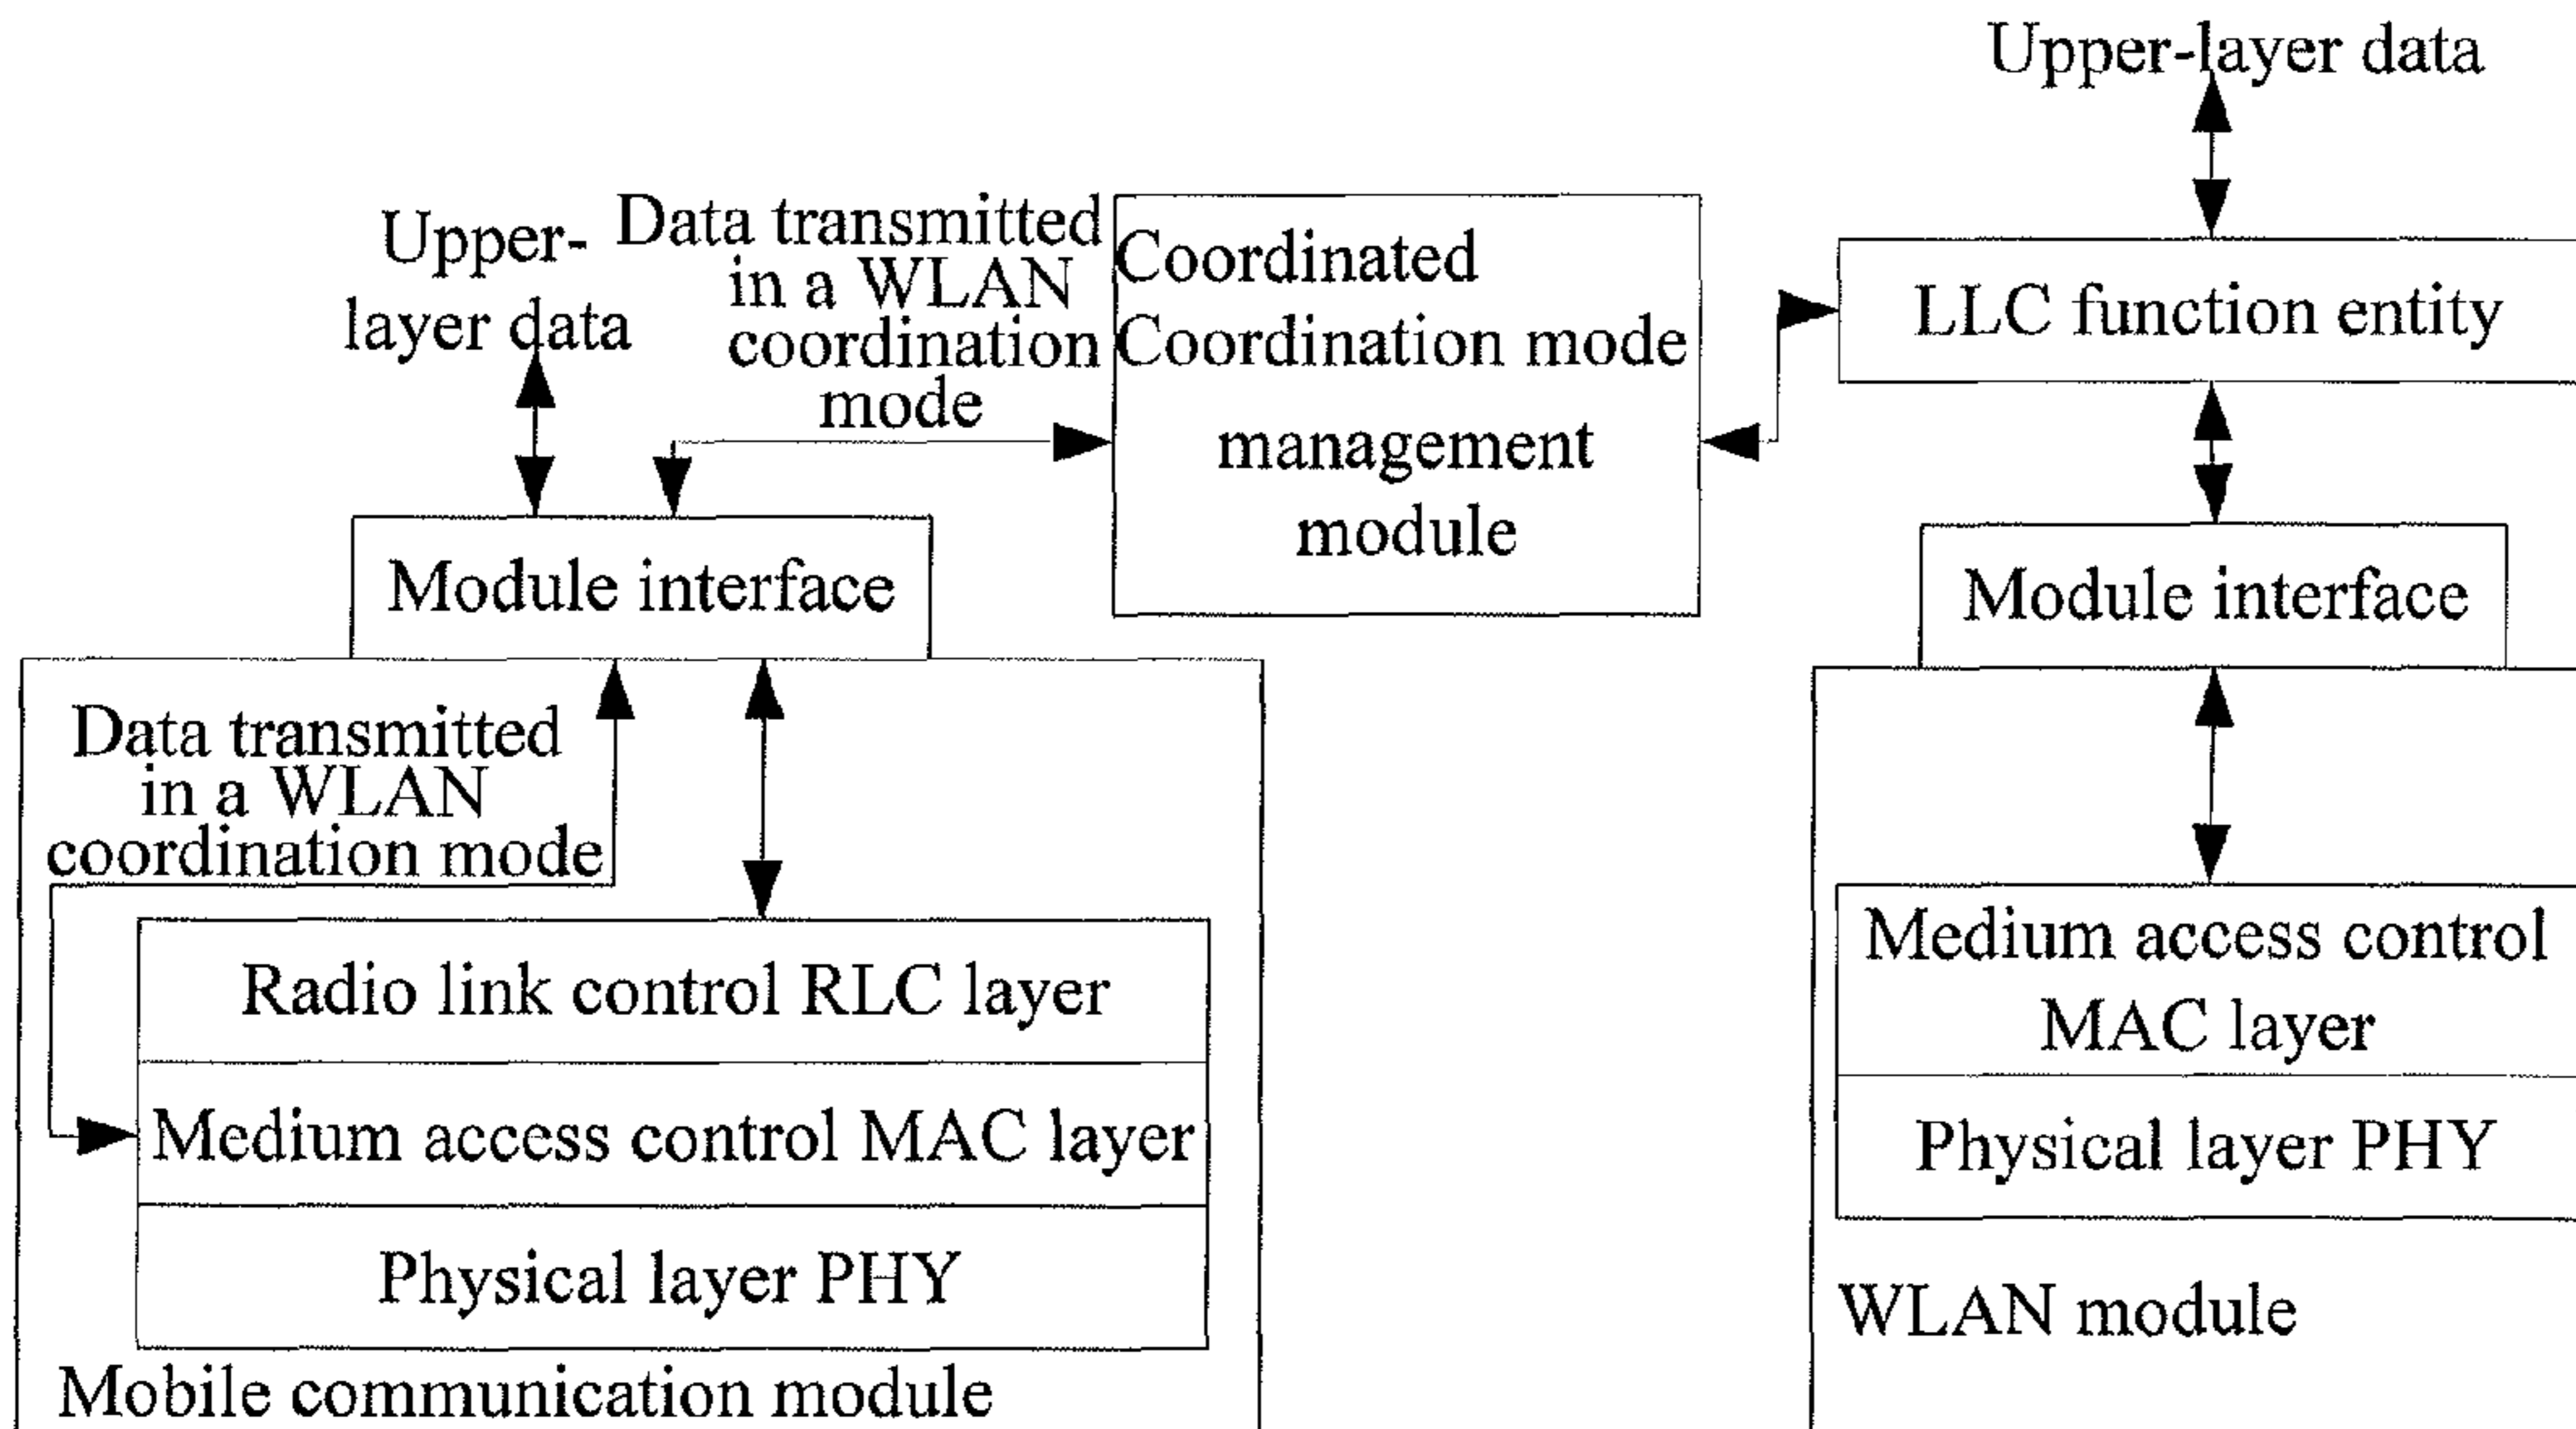 Upper-layer data
Upper-
layer data
Data transmitted
in a WLAN
coordination
mode
Coordinated
Coordination mode
management
module
LLC function entity
Module interface
Module interface
Data transmitted
in a WLAN
coordination mode
Radio link control RLC layer
Medium access control MAC layer
Physical layer PHY
Mobile communication module
Medium access control
MAC layer
Physical layer PHY
WLAN module